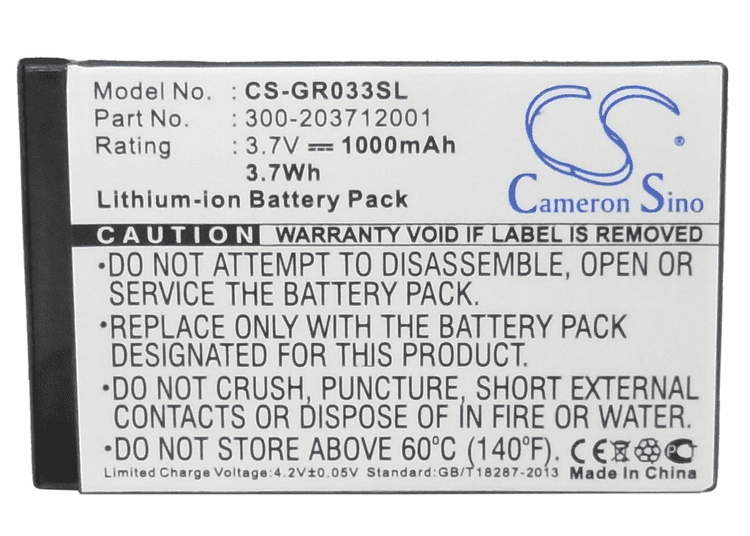 Model No. : CS-GR033SL
Part No. : 300-203712001
Rating : 3.7V ⎓ 1000mAh
3.7Wh
Lithium-ion Battery Pack
CS
®
Cameron Sino
CAUTION WARRANTY VOID IF LABEL IS REMOVED
•DO NOT ATTEMPT TO DISASSEMBLE, OPEN OR
SERVICE THE BATTERY PACK.
•REPLACE ONLY WITH THE BATTERY PACK
DESIGNATED FOR THIS PRODUCT.
•DO NOT CRUSH, PUNCTURE, SHORT EXTERNAL
CONTACTS OR DISPOSE OF IN FIRE OR WATER.
•DO NOT STORE ABOVE 60°C (140°F).
Limited Charge Voltage:4.2V±0.05V Standard:GB/T18287-2013 Made In China